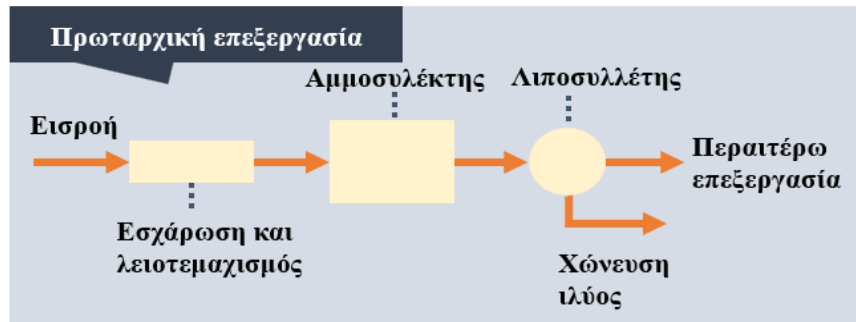 Πρωταρχική επεξεργασία
Αμμοσυλέκτης
Λιποσυλλέτης
Εισροή
Περαιτέρω
επεξεργασία
Εσχάρωση και
λειοτεμαχισμός
Χώνευση
ιλύος